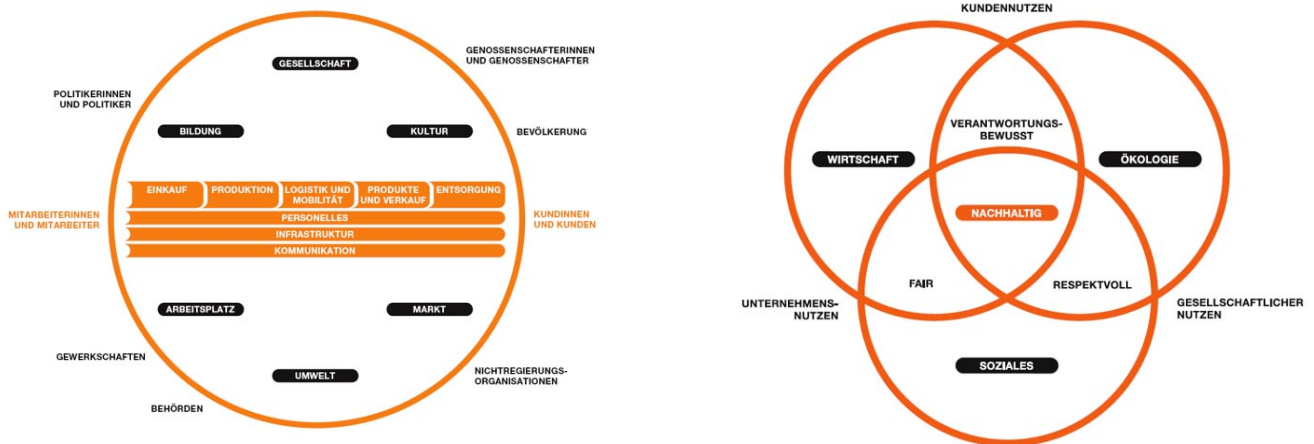 GENOSSENSCHAFTERINNEN
UND GENOSSENSCHAFTER
GESELLSCHAFT
POLITIKERINNEN
UND POLITIKER
BILDUNG
KULTUR
BEVÖLKERUNG
EINKAUF
PRODUKTION
LOGISTIK UND
MOBILITÄT
PRODUKTE
UND VERKAUF
ENTSORGUNG
MITARBEITERINNEN
UND MITARBEITER
PERSONELLES
INFRASTRUKTUR
KOMMUNIKATION
KUNDINNEN
UND KUNDEN
ARBEITSPLATZ
MARKT
GEWERKSCHAFTEN
UMWELT
NICHTREGIERUNGS-
ORGANISATIONEN
BEHÖRDEN
KUNDENNUTZEN
VERANTWORTUNGS-
BEWUSST
WIRTSCHAFT
ÖKOLOGIE
NACHHALTIG
FAIR
RESPEKTVOLL
UNTERNEHMENS-
NUTZEN
GESELLSCHAFTLICHER
NUTZEN
SOZIALES